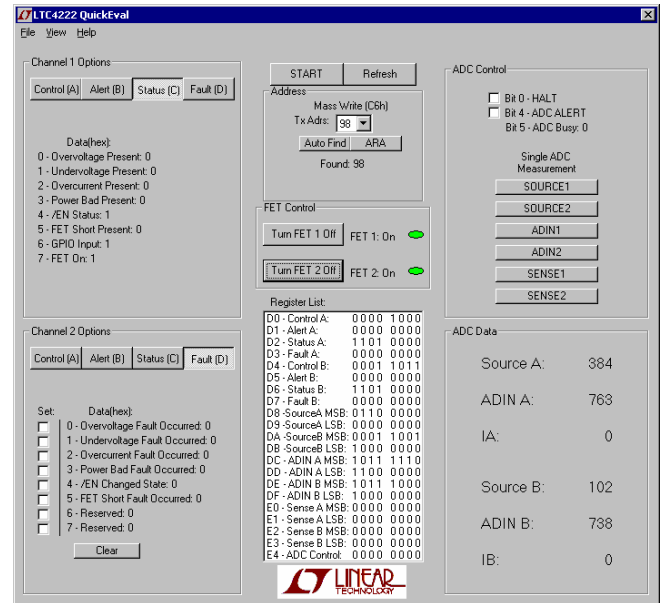 LTC4222 QuickEval
File View Help
Channel 1 Options
Control (A) Alert (B) Status (C) Fault (D)
Data(hex):
0 - Overvoltage Present: 0
1 - Undervoltage Present: 0
2 - Overcurrent Present: 0
3 - Power Bad Present: 0
4 - /EN Status: 1
5 - FET Short Present: 0
6 - GPIO Input: 1
7 - FET On: 1
Channel 2 Options
Control (A) Alert (B) Status (C) Fault (D)
Set: Data(hex):
0 - Overvoltage Fault Occurred: 0
1 - Undervoltage Fault Occurred: 0
2 - Overcurrent Fault Occurred: 0
3 - Power Bad Fault Occurred: 0
4 - /EN Changed State: 0
5 - FET Short Fault Occurred: 0
6 - Reserved: 0
7 - Reserved: 0
Clear
START Refresh
Address
Mass Write (C6h)
Tx Adrs: 98
Auto Find ARA
Found: 98
FET Control
Turn FET 1 Off FET 1: On
Turn FET 2 Off FET 2: On
Register List:
D0 - Control A: 0000 1000
D1 - Alert A: 0000 0000
D2 - Status A: 1101 0000
D3 - Fault A: 0000 0000
D4 - Control B: 0001 1011
D5 - Alert B: 0000 0000
D6 - Status B: 1101 0000
D7 - Fault B: 0000 0000
D8 -SourceA MSB: 0110 0000
D9 -SourceA LSB: 0000 0000
DA -SourceB MSB: 0001 1001
DB -SourceB LSB: 1000 0000
DC - ADIN A MSB: 1011 1110
DD - ADIN A LSB: 1100 0000
DE - ADIN B MSB: 1011 1000
DF - ADIN B LSB: 1000 0000
E0 - Sense A MSB: 0000 0000
E1 - Sense A LSB: 0000 0000
E2 - Sense B MSB: 0000 0000
E3 - Sense B LSB: 0000 0000
E4 - ADC Control: 0000 0000
LINEAR
TECHNOLOGY
ADC Control
Bit 0 - HALT
Bit 4 - ADC ALERT
Bit 5 - ADC Busy: 0
Single ADC
Measurement
SOURCE1
SOURCE2
ADIN1
ADIN2
SENSE1
SENSE2
ADC Data
Source A: 384
ADIN A: 763
IA: 0
Source B: 102
ADIN B: 738
IB: 0